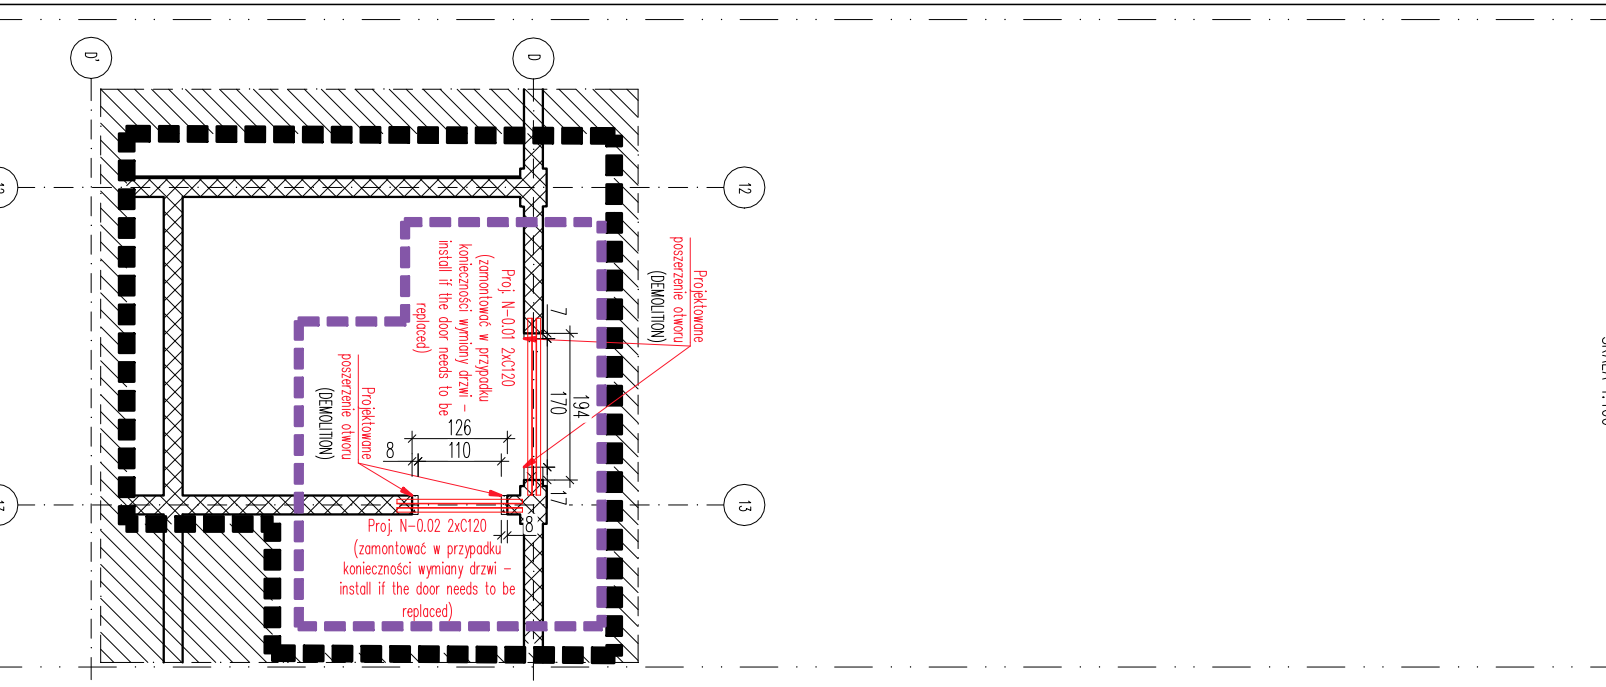 D'
D
12
13
Projektowane
poszerzenie otworu
(DEMOLITION)
Proj. N-0.01 2xC120
(zamontować w przypadku
konieczności wymiany drzwi –
install if the door needs to be
replaced)
7
194
170
17
126
110
8
8
Projektowane
poszerzenie otworu
(DEMOLITION)
Proj. N-0.02 2xC120
(zamontować w przypadku
konieczności wymiany drzwi –
install if the door needs to be
replaced)